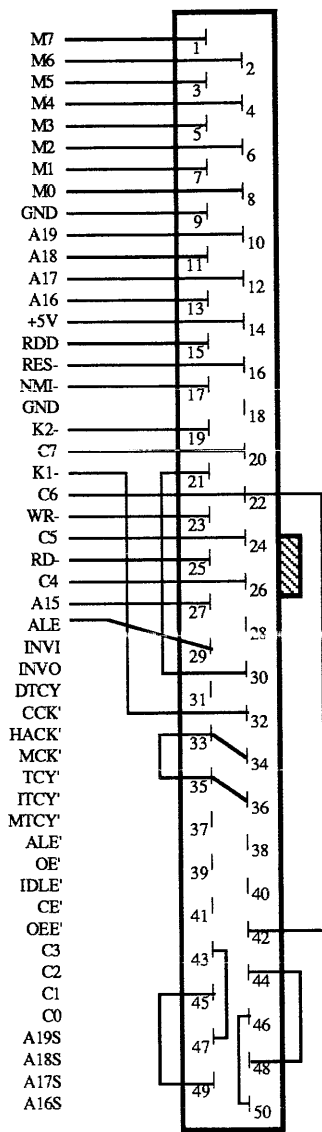 M7 1
M6 2
M5 3
M4 4
M3 5
M2 6
M1 7
M0 8
GND 9
A19 10
A18 11
A17 12
A16 13
+5V 14
RDD 15
RES- 16
NMI- 17
GND 18
K2- 19
C7 20
K1- 21
C6 22
WR- 23
C5 24
RD- 25
C4 26
A15 27
ALE 28
INVI 29
INVO 30
DTCY 31
CCK' 32
HACK' 33
MCK' 34
TCY' 35
ITCY' 36
MTCY' 37
ALE' 38
OE' 39
IDLE' 40
CE' 41
OEE' 42
C3 43
C2 44
C1 45
C0 46
A19S 47
A18S 48
A17S 49
A16S 50